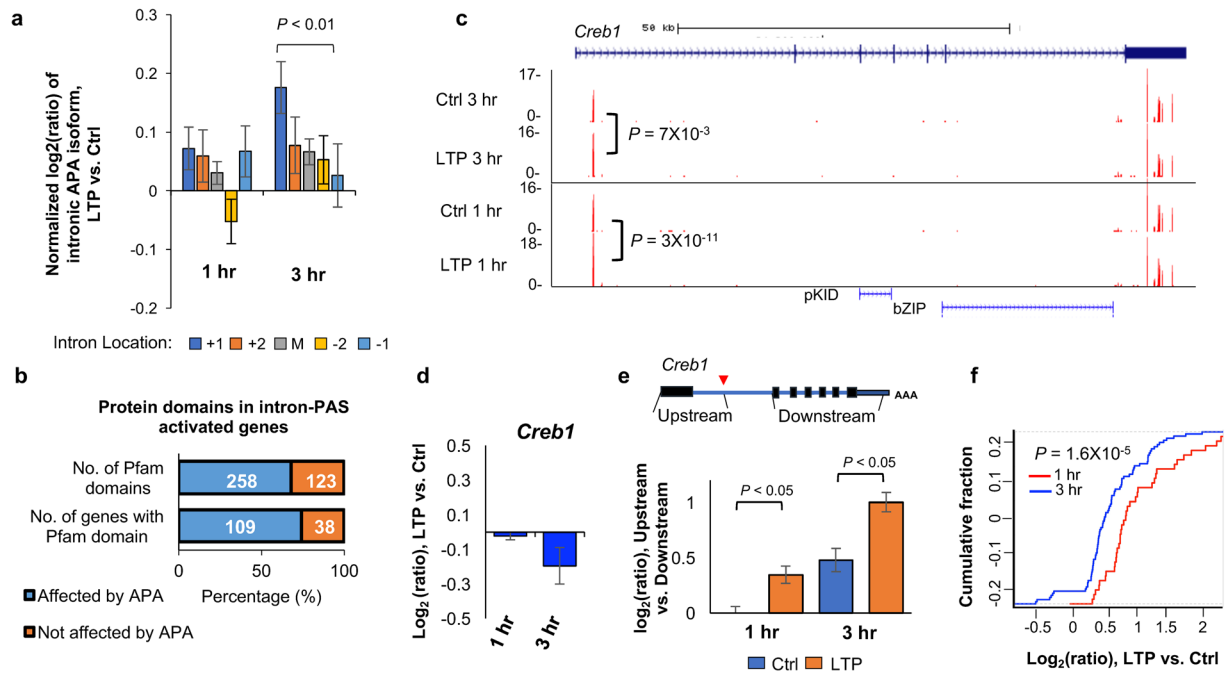 a
0.3
0.2
0.1
0
-0.1
-0.2
Normalized log2(ratio) of
intronic APA isoform,
LTP vs. Ctrl
P < 0.01
1 hr
3 hr
Intron Location: +1 +2 M -2 -1
b
Protein domains in intron-PAS
activated genes
No. of Pfam
domains
258 123
No. of genes with
Pfam domain
109 38
0 50 100
Percentage (%)
Affected by APA
Not affected by APA
c
50 kb
Creb1
17-
Ctrl 3 hr
0-
P = 7X10-3
16-
LTP 3 hr
0-
16-
Ctrl 1 hr
0-
P = 3X10-11
18-
LTP 1 hr
0-
pKID
bZIP
d
Creb1
0.5
0.3
0.1
-0.1
-0.3
-0.5
Log2 (ratio), LTP vs. Ctrl
1 hr
3 hr
e
Creb1
AAA
Upstream Downstream
log2(ratio), Upstream
vs. Downstream
1
0.5
0
P < 0.05
P < 0.05
1 hr 3 hr
Ctrl LTP
f
Cumulative fraction
0.2
0.1
0
-0.1
-0.2
P = 1.6X10-5
1 hr
3 hr
-0.5 0 0.5 1 1.5 2
Log2(ratio), LTP vs. Ctrl